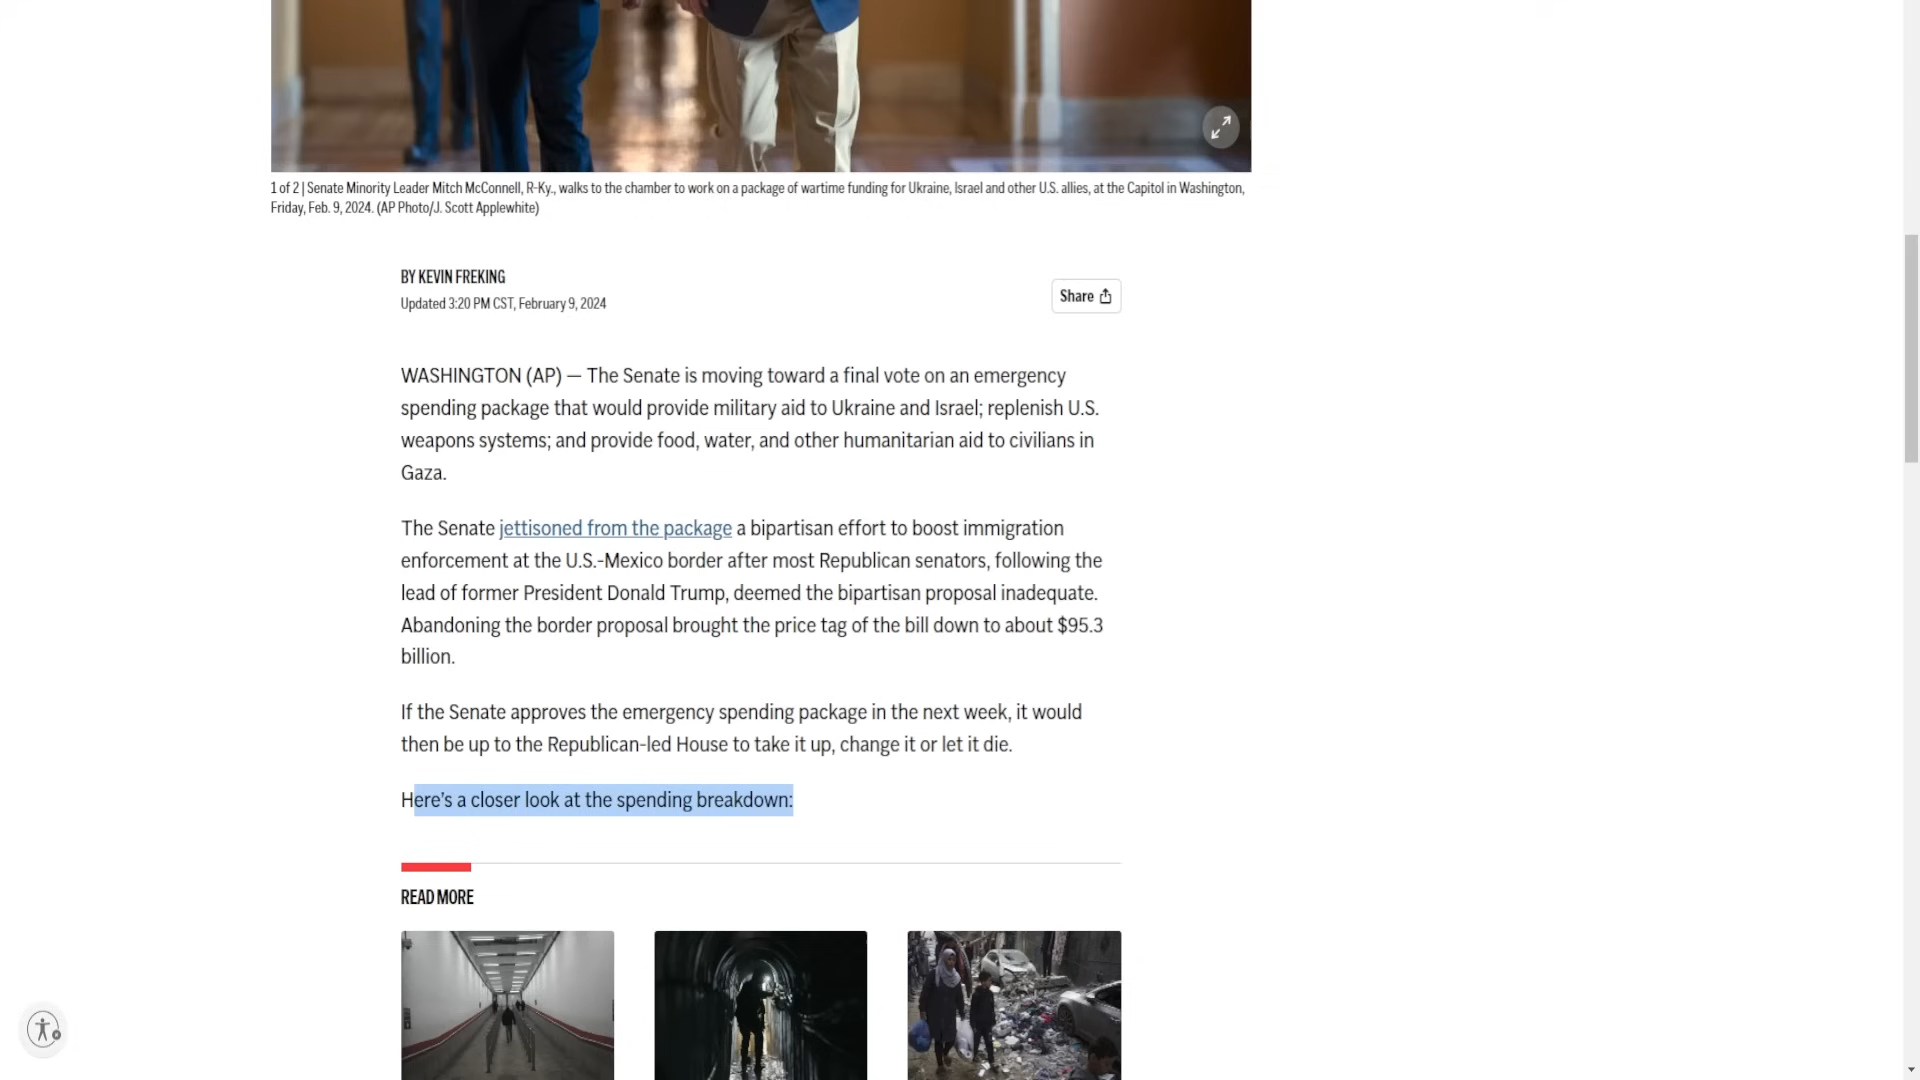 1 of 2 | Senate Minority Leader Mitch McConnell, R-Ky., walks to the chamber to work on a package of wartime funding for Ukraine, Israel and other U.S. allies, at the Capitol in Washington,
Friday, Feb. 9, 2024. (AP Photo/J. Scott Applewhite)
BY KEVIN FREKING
Updated 3:20 PM CST, February 9, 2024
Share
WASHINGTON (AP) — The Senate is moving toward a final vote on an emergency
spending package that would provide military aid to Ukraine and Israel; replenish U.S.
weapons systems; and provide food, water, and other humanitarian aid to civilians in
Gaza.
The Senate jettisoned from the package a bipartisan effort to boost immigration
enforcement at the U.S.-Mexico border after most Republican senators, following the
lead of former President Donald Trump, deemed the bipartisan proposal inadequate.
Abandoning the border proposal brought the price tag of the bill down to about $95.3
billion.
If the Senate approves the emergency spending package in the next week, it would
then be up to the Republican-led House to take it up, change it or let it die.
Here’s a closer look at the spending breakdown:
READ MORE